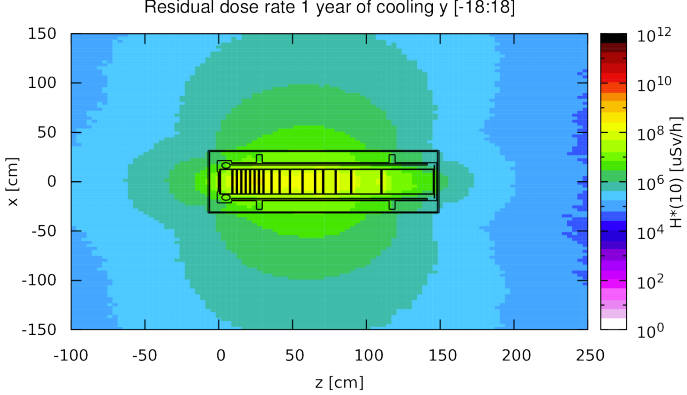 Residual dose rate 1 year of cooling y [-18:18]
150
100
50
0
-50
-100
-150
x [cm]
-100 -50 0 50 100 150 200 250
z [cm]
10^12
10^10
10^8
10^6
10^4
10^2
10^0
H*(10) [uSv/h]